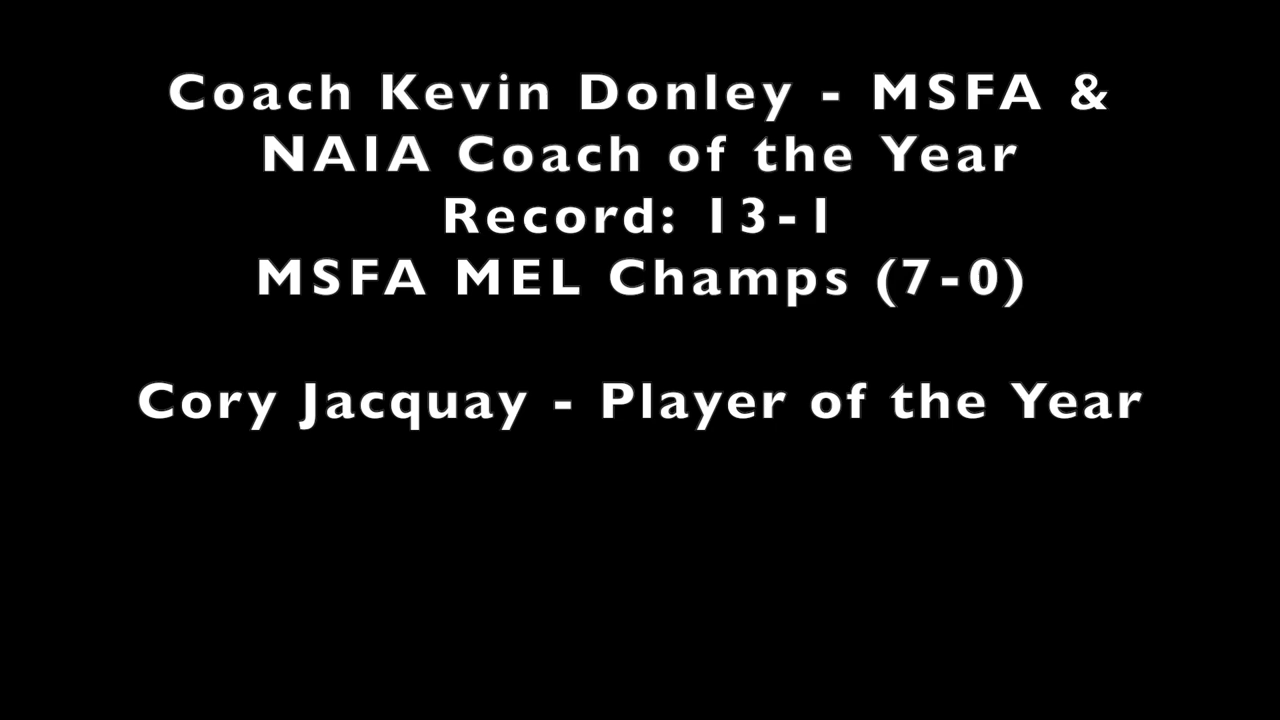 Coach Kevin Donley - MSFA &
NAIA Coach of the Year
Record: 13-1
MSFA MEL Champs (7-0)
Cory Jacquay - Player of the Year